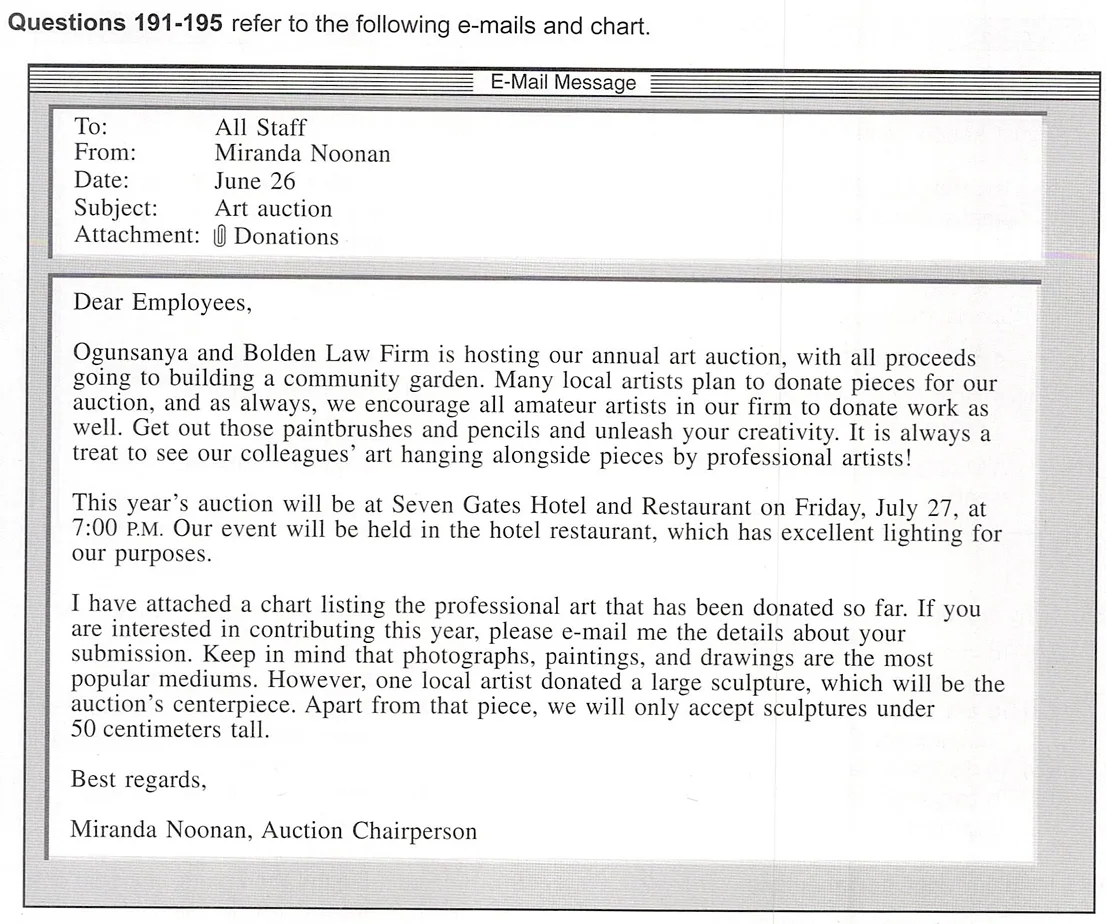 Questions 191-195 refer to the following e-mails and chart.
E-Mail Message
To: All Staff
From: Miranda Noonan
Date: June 26
Subject: Art auction
Attachment: Donations
Dear Employees,
Ogunsanya and Bolden Law Firm is hosting our annual art auction, with all proceeds
going to building a community garden. Many local artists plan to donate pieces for our
auction, and as always, we encourage all amateur artists in our firm to donate work as
well. Get out those paintbrushes and pencils and unleash your creativity. It is always a
treat to see our colleagues’ art hanging alongside pieces by professional artists!
This year’s auction will be at Seven Gates Hotel and Restaurant on Friday, July 27, at
7:00 P.M. Our event will be held in the hotel restaurant, which has excellent lighting for
our purposes.
I have attached a chart listing the professional art that has been donated so far. If you
are interested in contributing this year, please e-mail me the details about your
submission. Keep in mind that photographs, paintings, and drawings are the most
popular mediums. However, one local artist donated a large sculpture, which will be the
auction’s centerpiece. Apart from that piece, we will only accept sculptures under
50 centimeters tall.
Best regards,
Miranda Noonan, Auction Chairperson